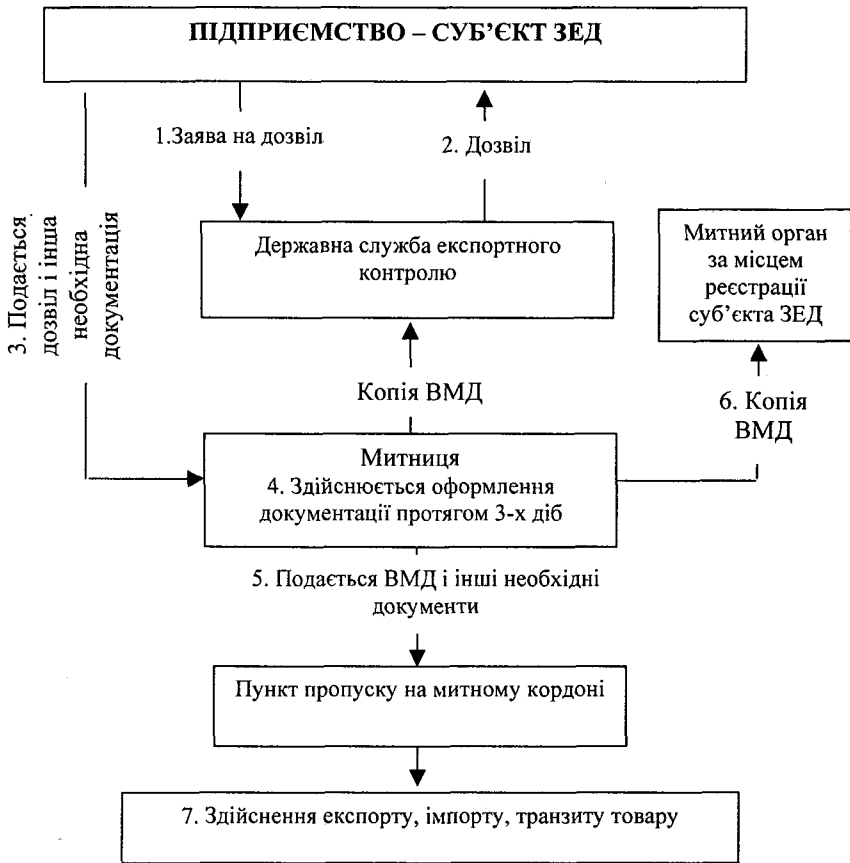 ПІДПРИЄМСТВО – СУБ’ЄКТ ЗЕД
1.Заява на дозвіл
2. Дозвіл
3. Подається
дозвіл і інша
необхідна
документація
Державна служба експортного
контролю
Митний орган
за місцем
реєстрації
суб’єкта ЗЕД
Копія ВМД
6. Копія
ВМД
Митниця
4. Здійснюється оформлення
документації протягом 3-х діб
5. Подається ВМД і інші необхідні
документи
Пункт пропуску на митному кордоні
7. Здійснення експорту, імпорту, транзиту товару